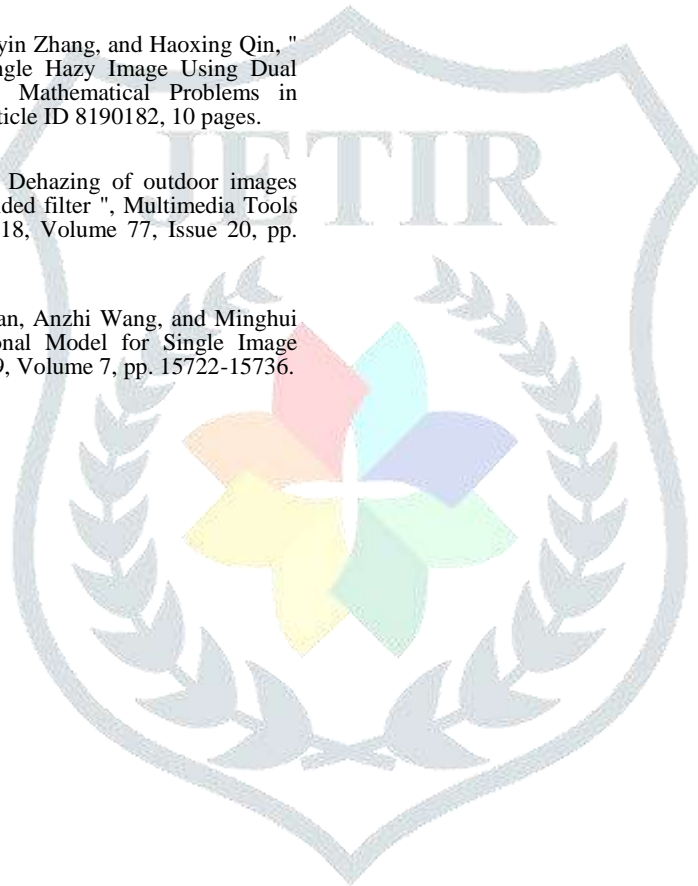 yin Zhang, and Haoxing Qin, "
ngle Hazy Image Using Dual
Mathematical Problems in
ticle ID 8190182, 10 pages.
Dehazing of outdoor images
ded filter ", Multimedia Tools
18, Volume 77, Issue 20, pp.
an, Anzhi Wang, and Minghui
onal Model for Single Image
9, Volume 7, pp. 15722-15736.
JETIR